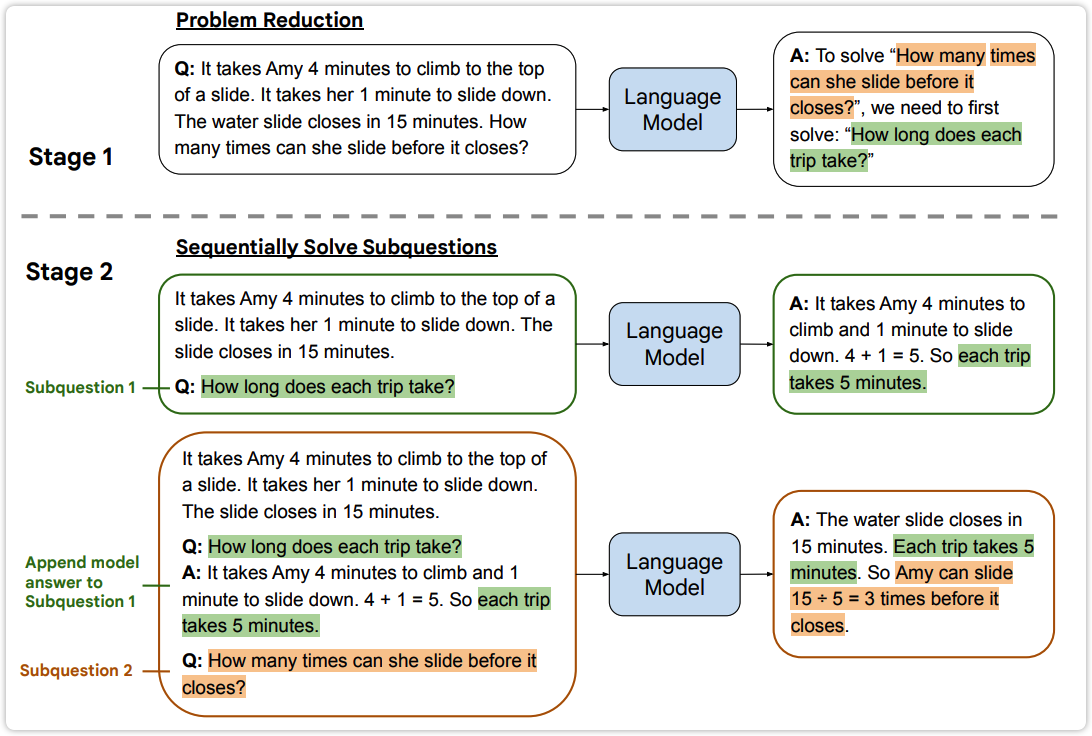 Problem Reduction
Q: It takes Amy 4 minutes to climb to the top
of a slide. It takes her 1 minute to slide down.
The water slide closes in 15 minutes. How
many times can she slide before it closes?
Language
Model
A: To solve “How many times
can she slide before it
closes?”, we need to first
solve: “How long does each
trip take?”
Stage 1
Stage 2
Sequentially Solve Subquestions
It takes Amy 4 minutes to climb to the top of a
slide. It takes her 1 minute to slide down. The
slide closes in 15 minutes.
Subquestion 1
Q: How long does each trip take?
Language
Model
A: It takes Amy 4 minutes to
climb and 1 minute to slide
down. 4 + 1 = 5. So each trip
takes 5 minutes.
It takes Amy 4 minutes to climb to the top of
a slide. It takes her 1 minute to slide down.
The slide closes in 15 minutes.
Q: How long does each trip take?
Append model
answer to
Subquestion 1
A: It takes Amy 4 minutes to climb and 1
minute to slide down. 4 + 1 = 5. So each trip
takes 5 minutes.
Subquestion 2
Q: How many times can she slide before it
closes?
Language
Model
A: The water slide closes in
15 minutes. Each trip takes 5
minutes. So Amy can slide
15 ÷ 5 = 3 times before it
closes.